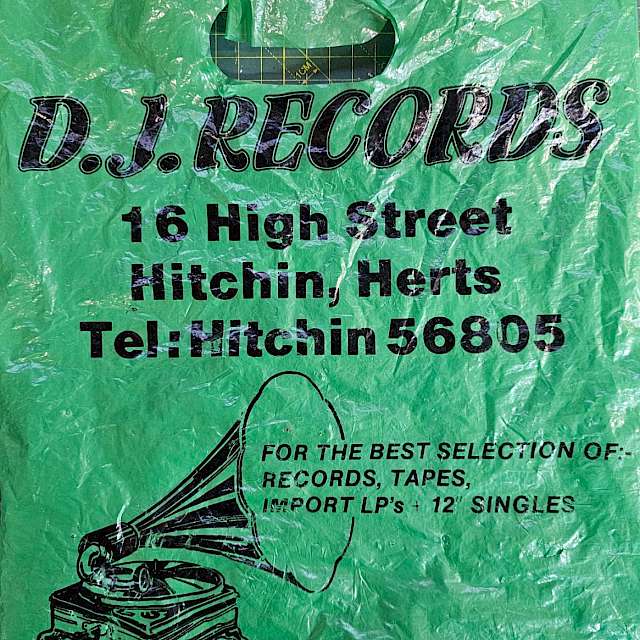 1CM
D.J. RECORDS
16 High Street
Hitchin, Herts
Tel: Hitchin 56805
FOR THE BEST SELECTION OF:-
RECORDS, TAPES,
IMPORT LP's + 12" SINGLES